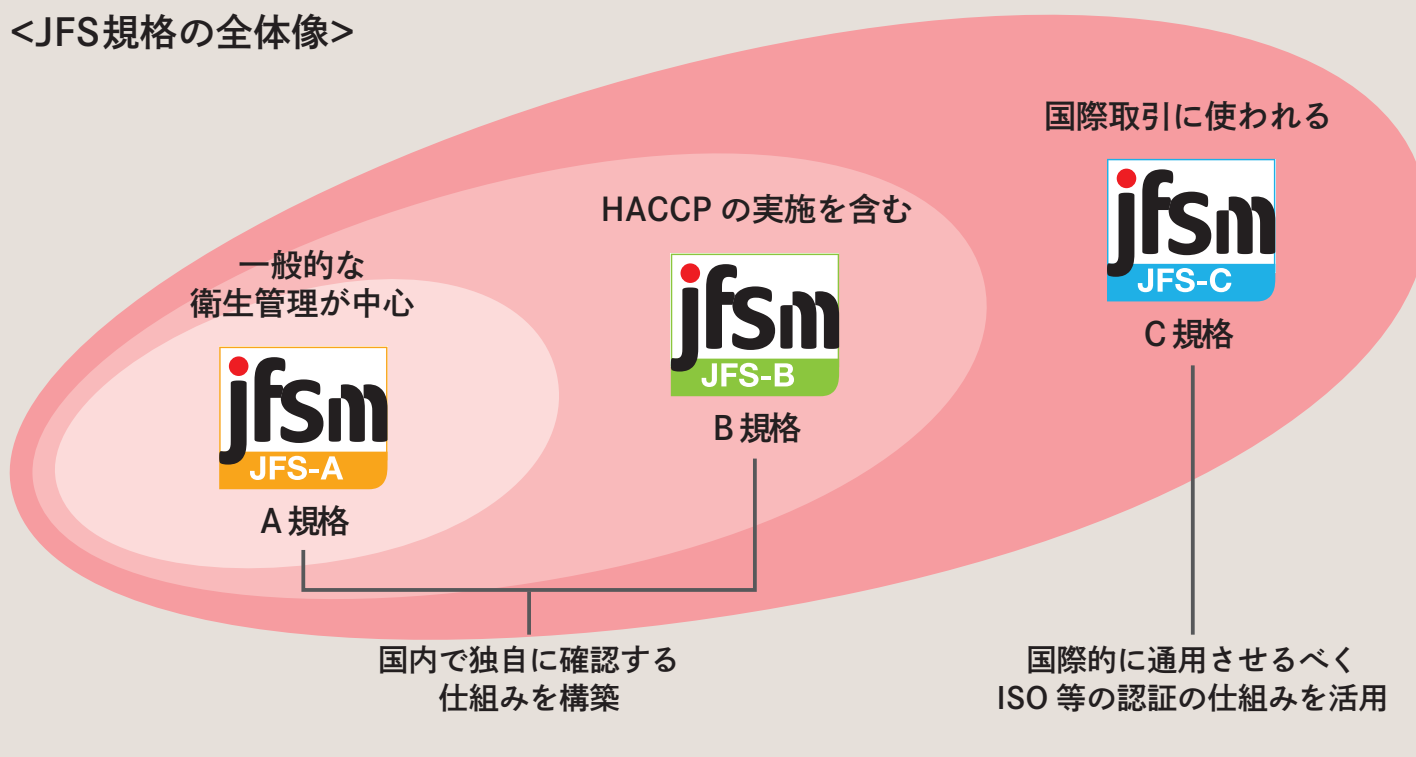 <JFS規格の全体像>
国際取引に使われる
jfsm
JFS-C
C 規格
HACCP の実施を含む
jfsm
JFS-B
B 規格
一般的な
衛生管理が中心
jfsm
JFS-A
A 規格
国内で独自に確認する
仕組みを構築
国際的に通用させるべく
ISO 等の認証の仕組みを活用